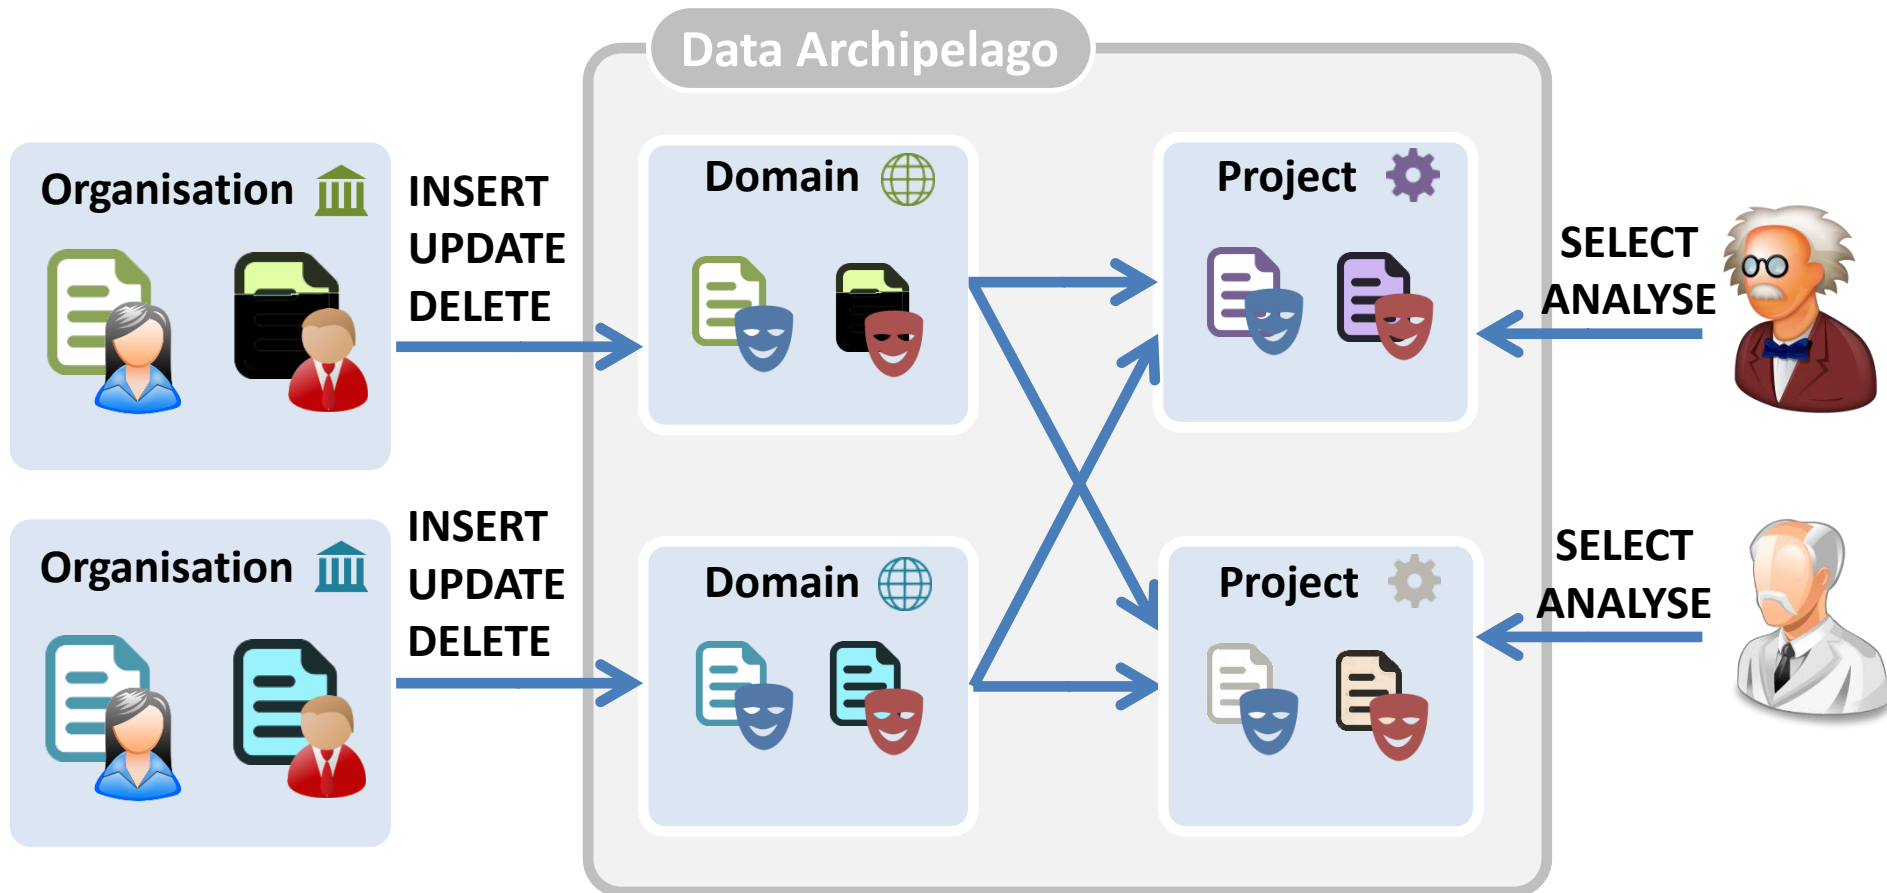 Data Archipelago
Organisation
INSERT
UPDATE
DELETE
Domain
Project
SELECT
ANALYSE
Organisation
INSERT
UPDATE
DELETE
Domain
Project
SELECT
ANALYSE